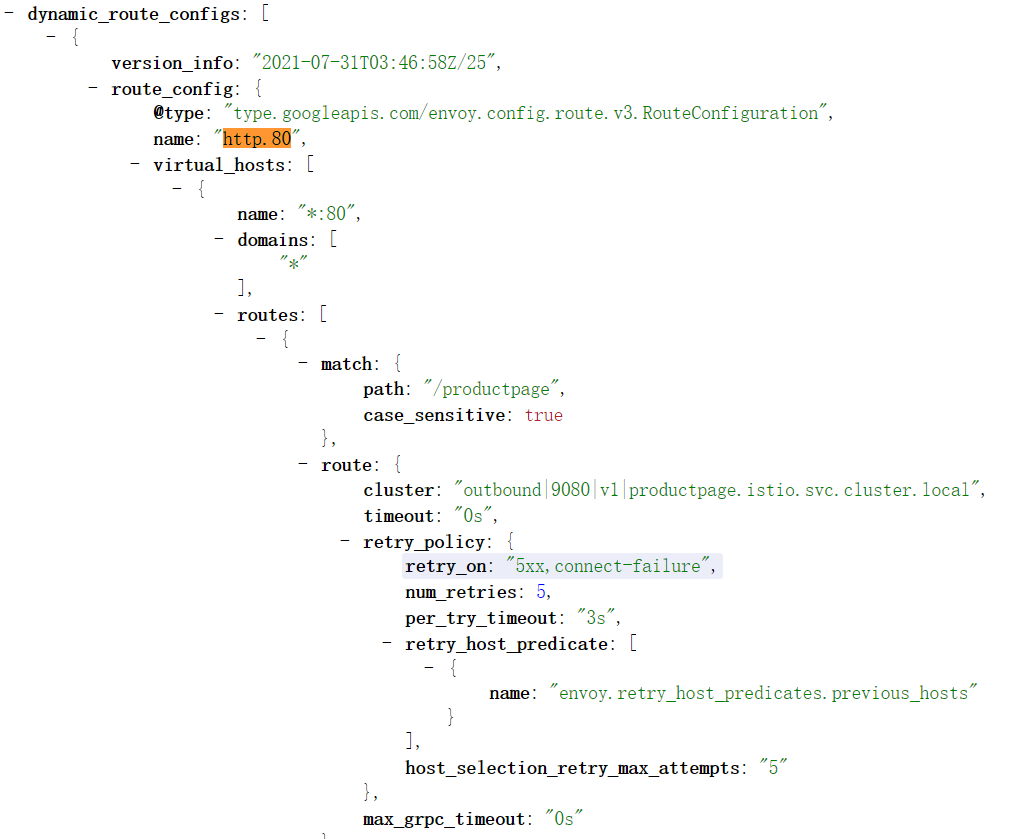 - dynamic_route_configs: [
- {
version_info: "2021-07-31T03:46:58Z/25",
- route_config: {
@type: "type.googleapis.com/envoy.config.route.v3.RouteConfiguration",
name: "http.80",
- virtual_hosts: [
- {
name: "*:80",
- domains: [
"*"
],
- routes: [
- {
- match: {
path: "/productpage",
case_sensitive: true
},
- route: {
cluster: "outbound|9080|v1|productpage.istio.svc.cluster.local",
timeout: "0s",
- retry_policy: {
retry_on: "5xx,connect-failure",
num_retries: 5,
per_try_timeout: "3s",
- retry_host_predicate: [
- {
name: "envoy.retry_host_predicates.previous_hosts"
}
],
host_selection_retry_max_attempts: "5"
},
max_grpc_timeout: "0s"